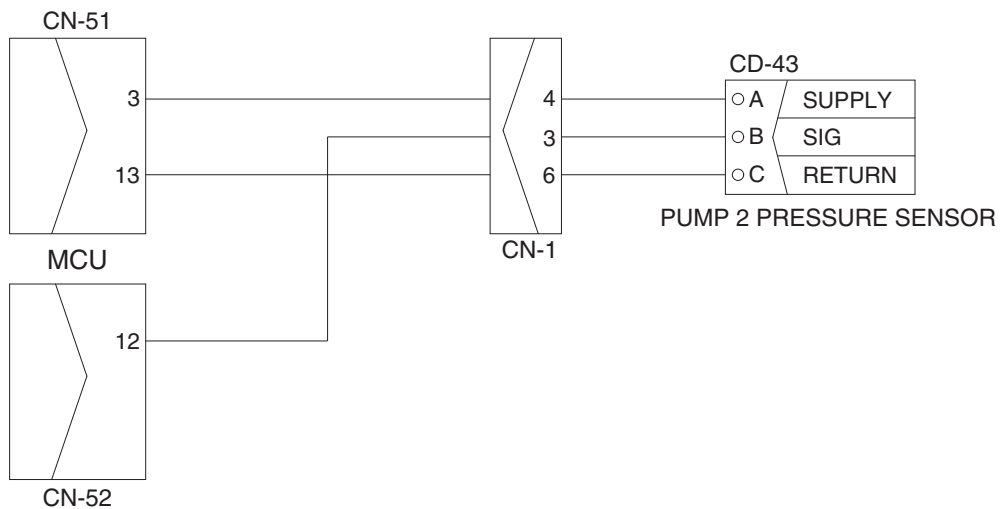 CN-51
CD-43
3
4
A SUPPLY
3
B SIG
13
6
C RETURN
PUMP 2 PRESSURE SENSOR
CN-1
MCU
12
CN-52